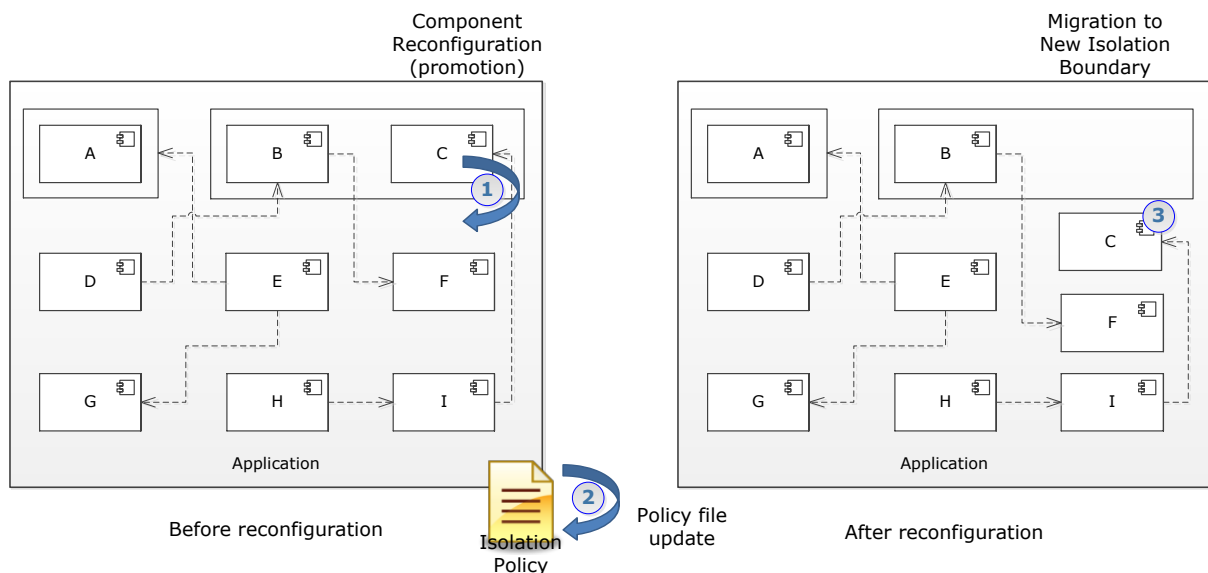 Component
Reconfiguration
(promotion)
A
B
C
1
D
E
F
G
H
I
Application
Before reconfiguration
Isolation
Policy
2
Policy file
update
Migration to
New Isolation
Boundary
A
B
3
C
D
E
F
G
H
I
Application
After reconfiguration